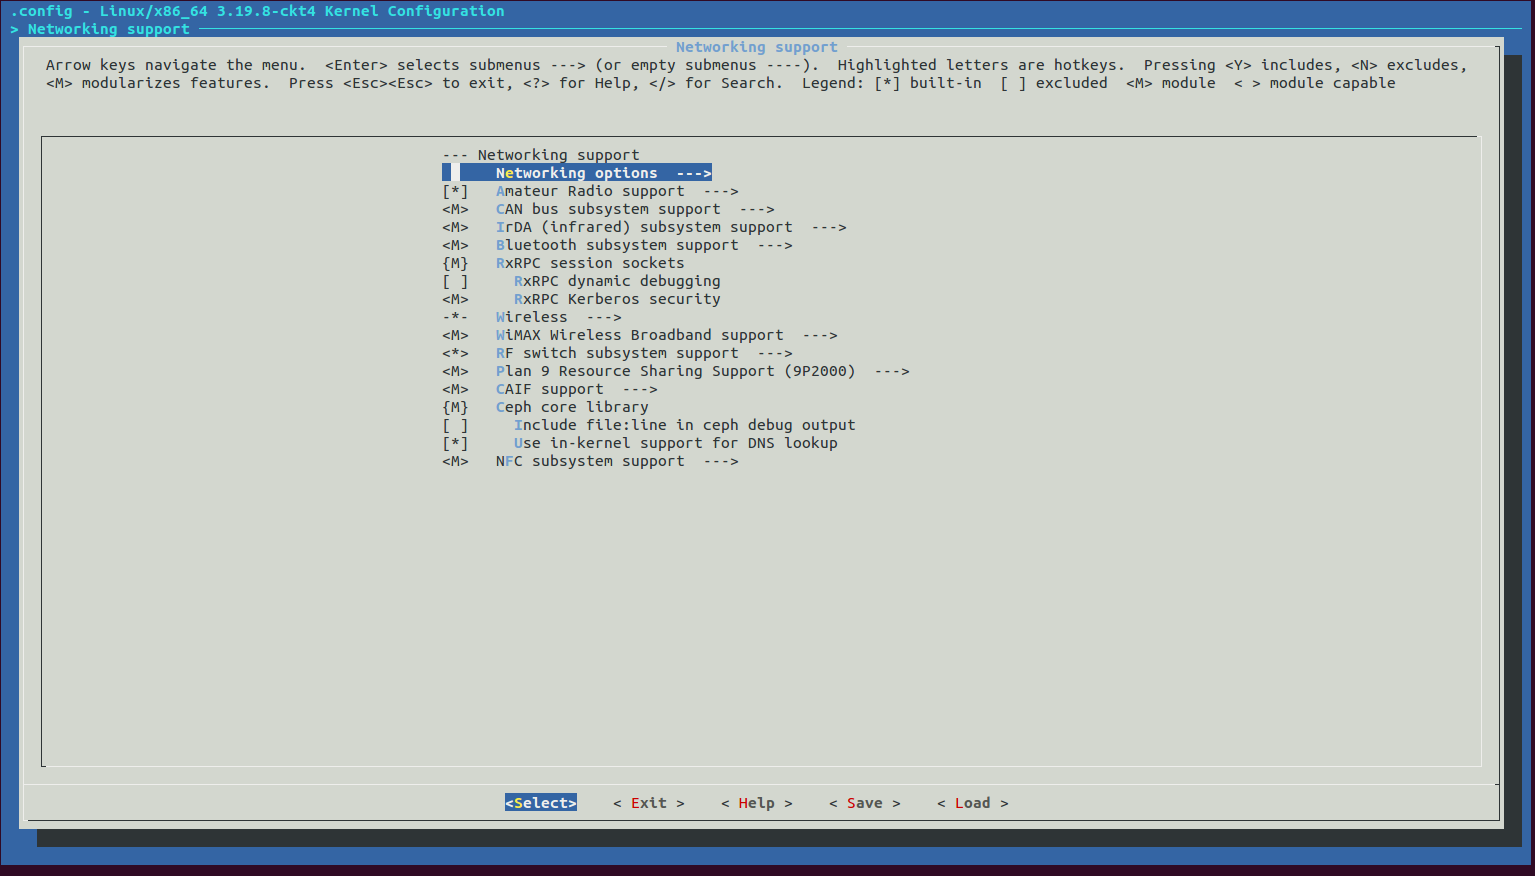 .config - Linux/x86_64 3.19.8-ckt4 Kernel Configuration
> Networking support
Networking support
Arrow keys navigate the menu.  <Enter> selects submenus ---> (or empty submenus ----).  Highlighted letters are hotkeys.  Pressing <Y> includes, <N> excludes,
<M> modularizes features.  Press <Esc><Esc> to exit, <?> for Help, </> for Search.  Legend: [*] built-in  [ ] excluded  <M> module  < > module capable
--- Networking support
Networking options  --->
[*]   Amateur Radio support  --->
<M>   CAN bus subsystem support  --->
<M>   IrDA (infrared) subsystem support  --->
<M>   Bluetooth subsystem support  --->
{M}   RxRPC session sockets
[ ]     RxRPC dynamic debugging
<M>     RxRPC Kerberos security
-*-   Wireless  --->
<M>   WiMAX Wireless Broadband support  --->
<*>   RF switch subsystem support  --->
<M>   Plan 9 Resource Sharing Support (9P2000)  --->
<M>   CAIF support  --->
{M}   Ceph core library
[ ]     Include file:line in ceph debug output
[*]     Use in-kernel support for DNS lookup
<M>   NFC subsystem support  --->
<Select>    < Exit >    < Help >    < Save >    < Load >